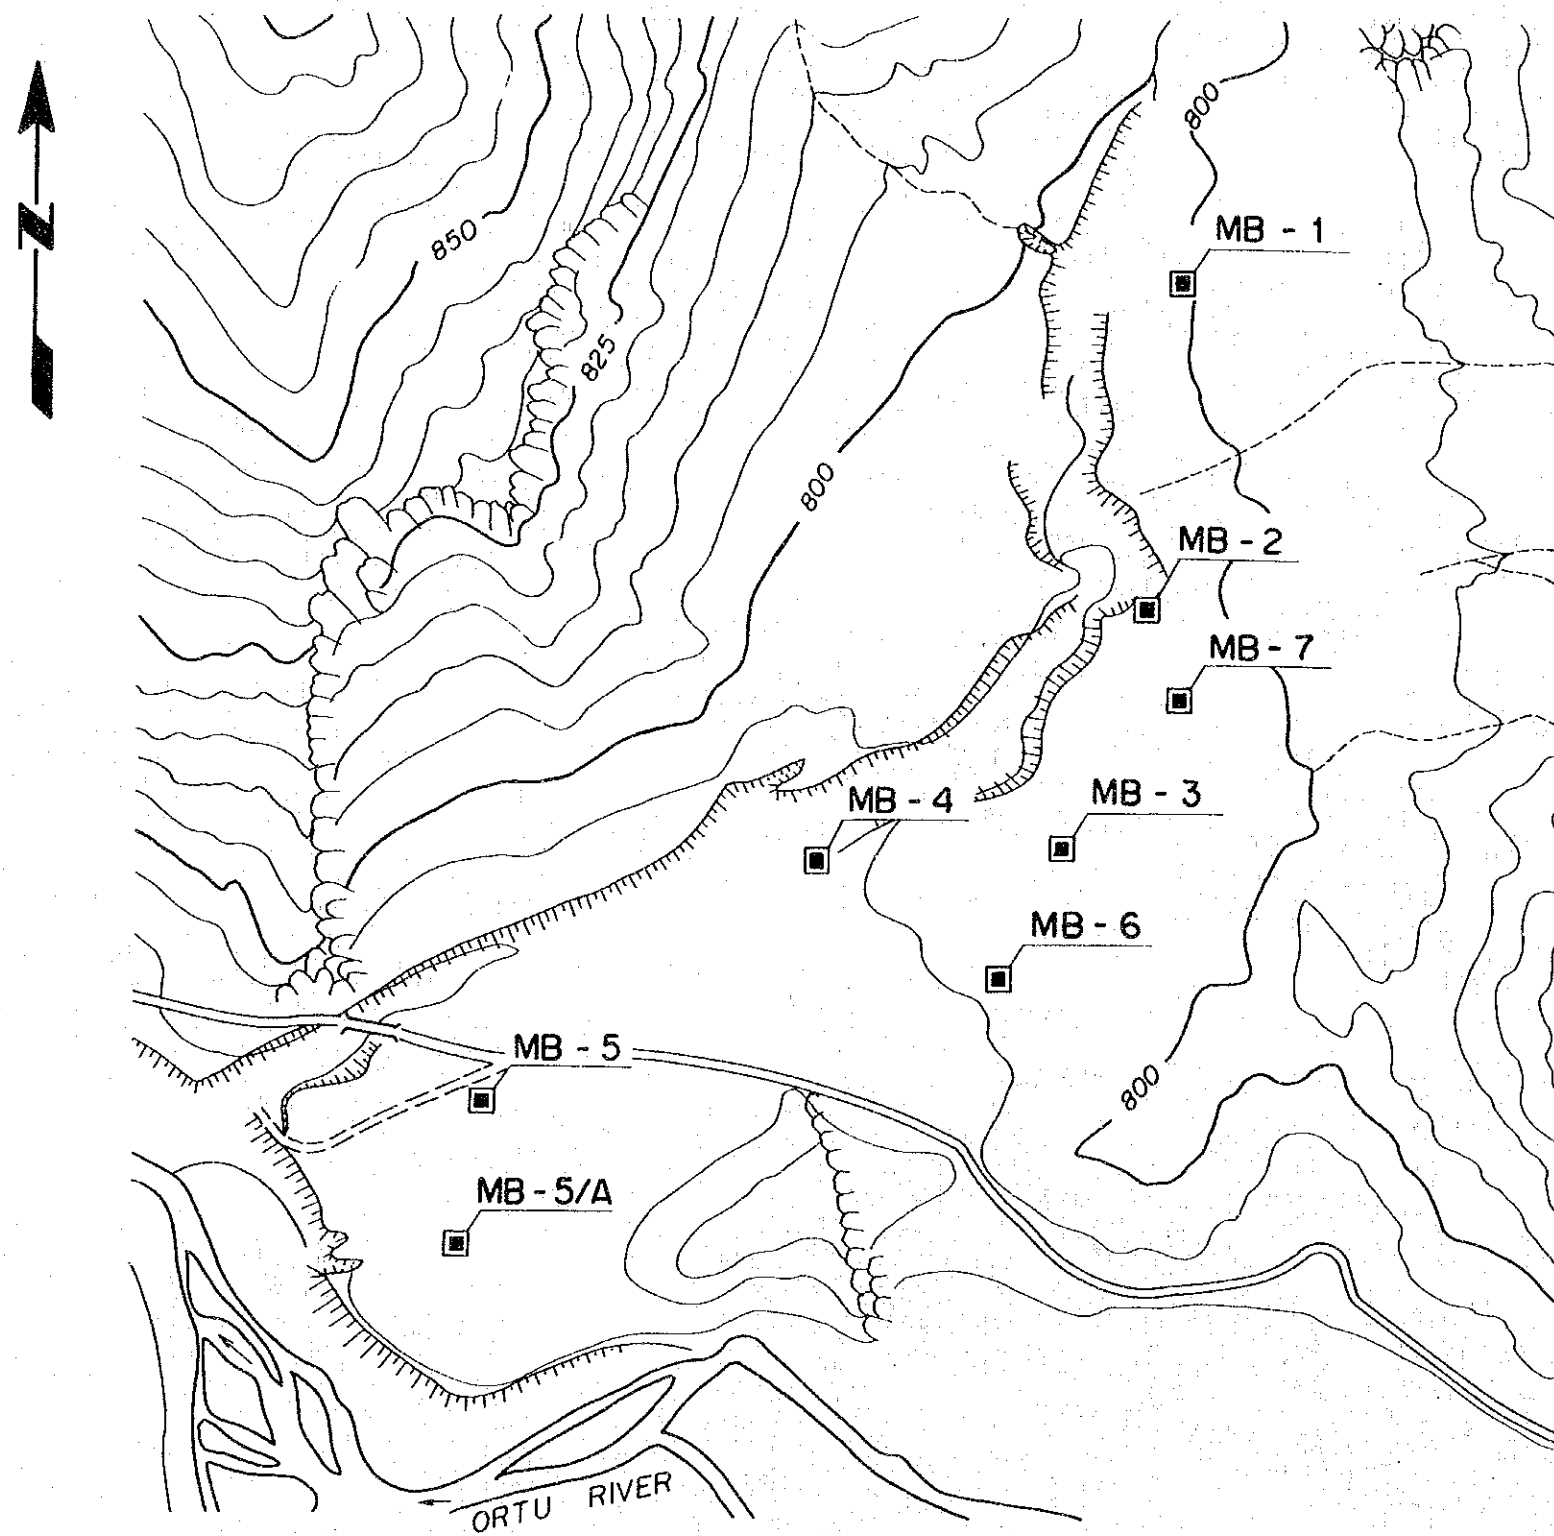 800
N
MB - 1
850
825
800
MB - 2
MB - 7
MB - 4
MB - 3
MB - 6
MB - 5
800
MB - 5/A
ORTU RIVER